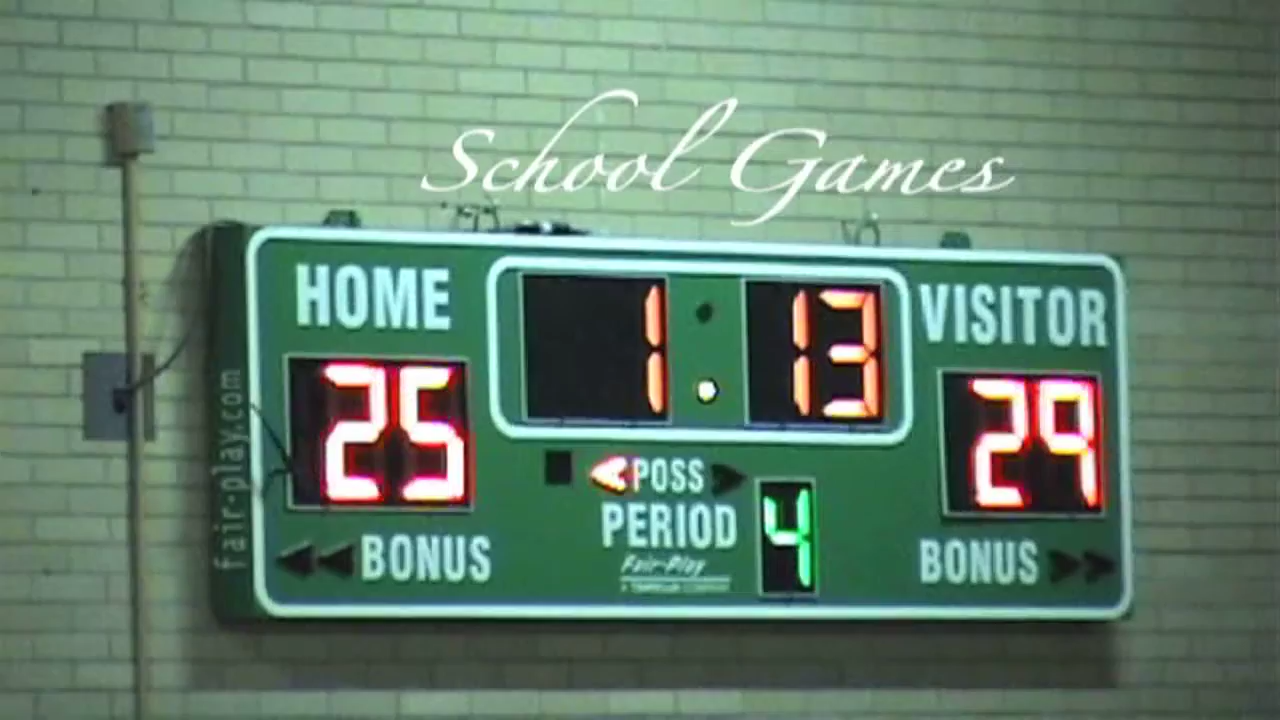 School Games
HOME
1:13
VISITOR
25
29
POSS
PERIOD
4
BONUS
BONUS
Fair-Play
fair-play.com